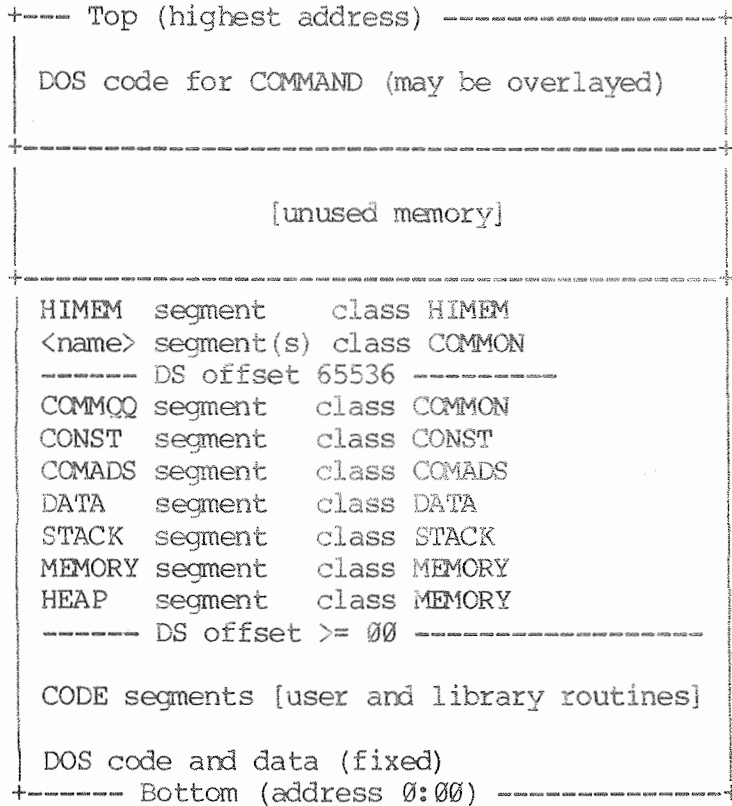 +--- Top (highest address) ------------------+
DOS code for COMMAND (may be overlayed)
+--------------------------------------------+
[unused memory]
+--------------------------------------------+
HIMEM segment class HIMEM
<name> segment(s) class COMMON
------ DS offset 65536 ---------
COMMQQ segment class COMMON
CONST segment class CONST
COMADS segment class COMADS
DATA segment class DATA
STACK segment class STACK
MEMORY segment class MEMORY
HEAP segment class MEMORY
------ DS offset >= 00 ------------------
CODE segments [user and library routines]
DOS code and data (fixed)
+------ Bottom (address 0:00) ---------------+